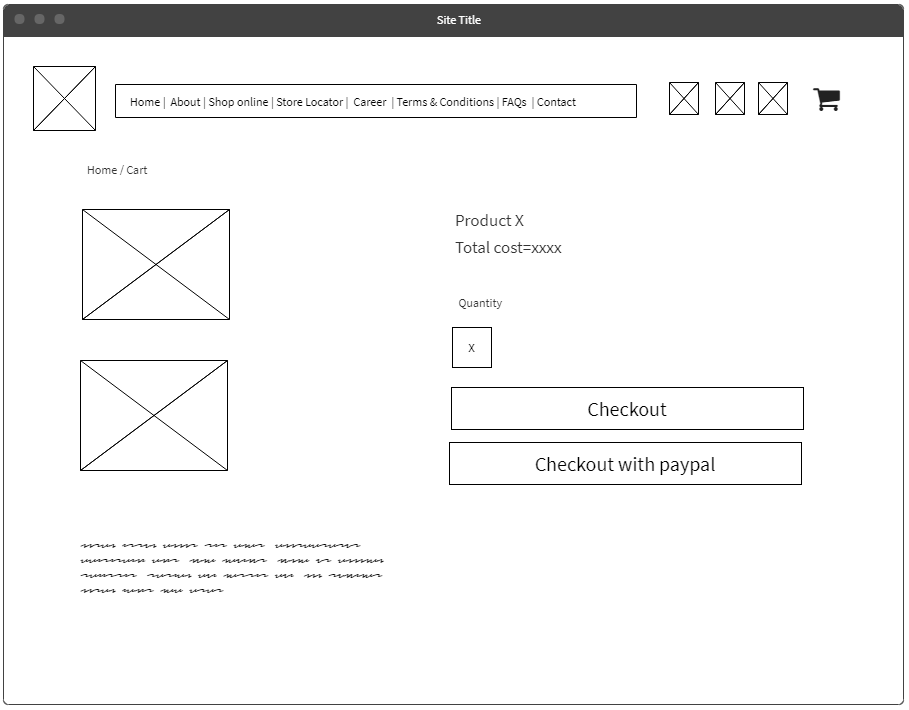 Site Title
Home | About | Shop online | Store Locator | Career | Terms & Conditions | FAQs | Contact
Home / Cart
Product X
Total cost=xxxx
Quantity
X
Checkout
Checkout with paypal